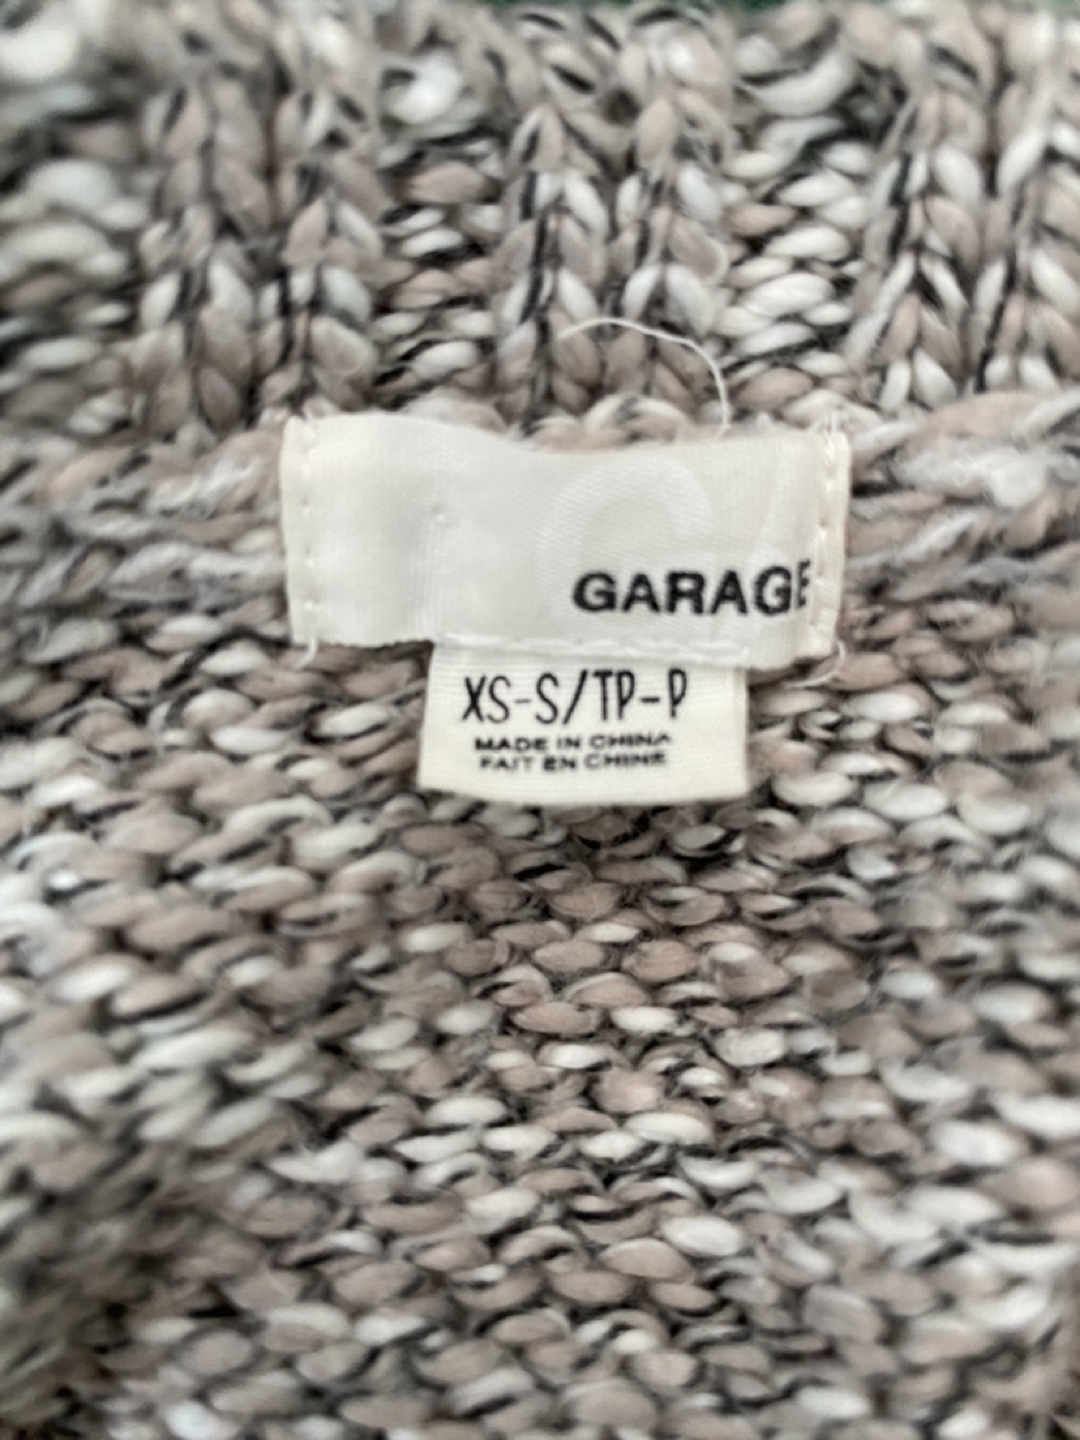 GARAGE
XS-S/TP-P
MADE IN CHINA
FAIT EN CHINE